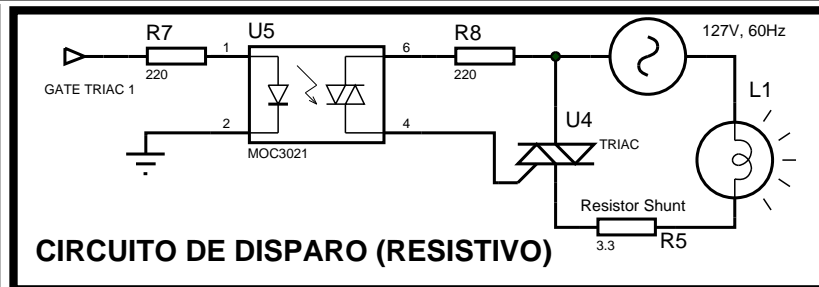 R7
220
GATE TRIAC 1
U5
1
2
6
4
MOC3021
R8
220
127V, 60Hz
L1
U4
TRIAC
Resistor Shunt
3.3
R5
CIRCUITO DE DISPARO (RESISTIVO)